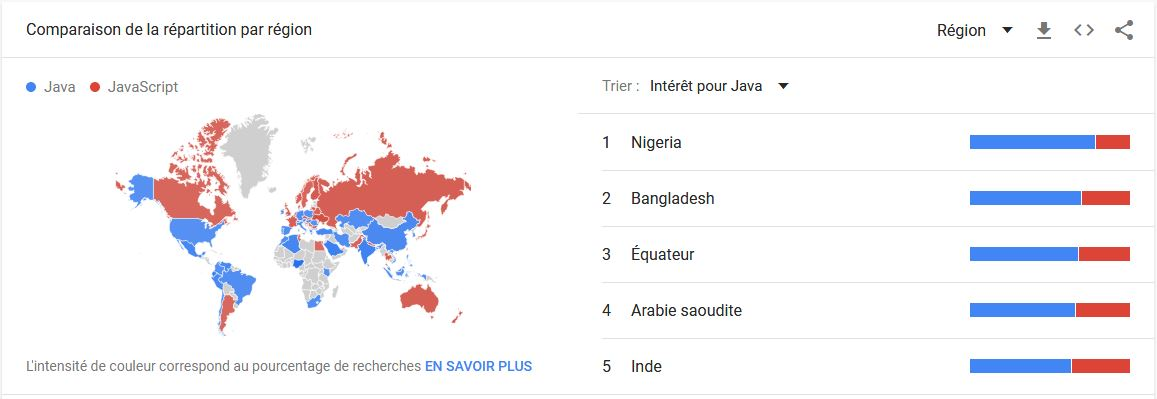 Comparaison de la répartition par région
Région
Java
JavaScript
Trier : Intérêt pour Java
1 Nigeria
2 Bangladesh
3 Équateur
4 Arabie saoudite
5 Inde
L'intensité de couleur correspond au pourcentage de recherches EN SAVOIR PLUS